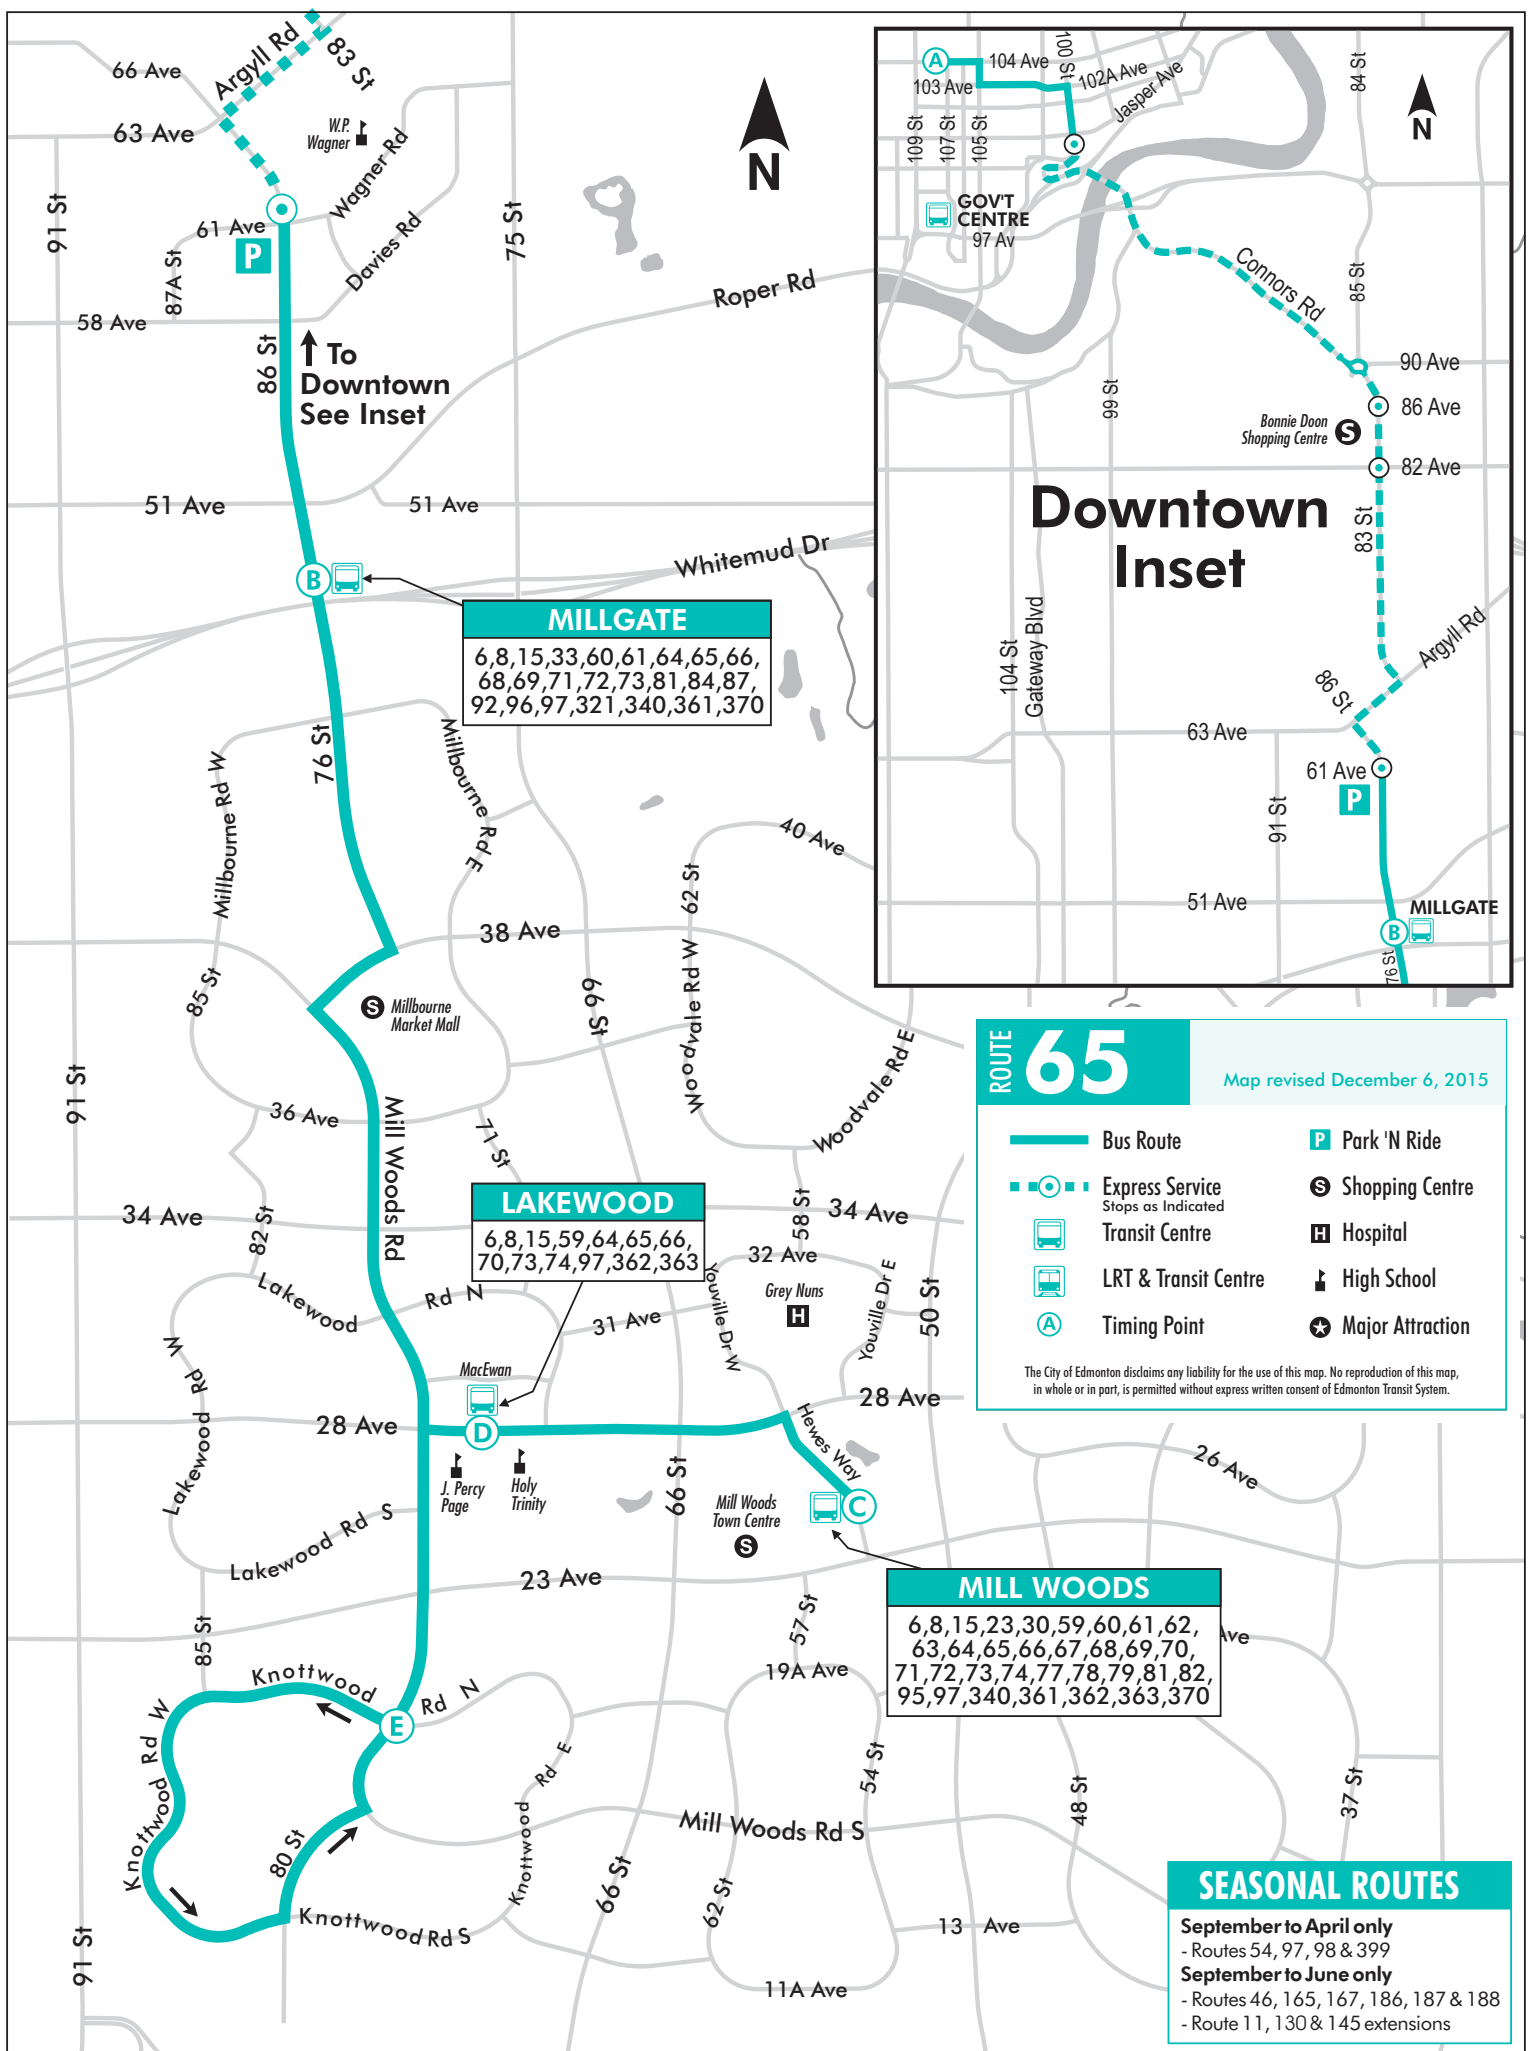 Argyll Rd
83 St
66 Ave
63 Ave
W.P.
Wagner
Wagner Rd
91 St
61 Ave
P
87A St
Davies Rd
75 St
58 Ave
86 St
To
Downtown
See Inset
N
Roper Rd
51 Ave
51 Ave
Whitemud Dr
B
MILLGATE
6,8,15,33,60,61,64,65,66,
68,69,71,72,73,81,84,87,
92,96,97,321,340,361,370
76 St
Millbourne Rd W
Millbourne Rd E
40 Ave
62 St
38 Ave
85 St
66 St
Woodvale Rd W
S
Millbourne
Market Mall
Woodvale Rd E
91 St
36 Ave
Mill Woods Rd
71 St
34 Ave
82 St
LAKEWOOD
6,8,15,59,64,65,66,
70,73,74,97,362,363
58 St
34 Ave
32 Ave
Lakewood Rd N
31 Ave
Youville Dr W
Grey Nuns
H
Youville Dr E
50 St
Lakewood Rd W
MacEwan
28 Ave
D
28 Ave
Hewes Way
J. Percy
Page
Holy
Trinity
66 St
Mill Woods
Town Centre
S
C
26 Ave
Lakewood Rd S
23 Ave
MILL WOODS
6,8,15,23,30,59,60,61,62,
63,64,65,66,67,68,69,70,
71,72,73,74,77,78,79,81,82,
95,97,340,361,362,363,370
Ave
57 St
85 St
19A Ave
Knottwood Rd N
E
Knottwood Rd W
Knottwood Rd E
54 St
48 St
37 St
80 St
Mill Woods Rd S
66 St
62 St
Knottwood Rd S
13 Ave
91 St
11A Ave
A
104 Ave
100 St
102A Ave
103 Ave
Jasper Ave
109 St
107 St
105 St
84 St
N
GOV'T
CENTRE
97 Av
Connors Rd
85 St
90 Ave
99 St
86 Ave
Bonnie Doon
Shopping Centre
S
82 Ave
Downtown
Inset
83 St
104 St
Gateway Blvd
Argyll Rd
86 St
63 Ave
61 Ave
P
91 St
51 Ave
MILLGATE
B
76 St
ROUTE 65
Map revised December 6, 2015
Bus Route
P Park 'N Ride
Express Service
Stops as Indicated
S Shopping Centre
Transit Centre
H Hospital
LRT & Transit Centre
High School
A Timing Point
Major Attraction
The City of Edmonton disclaims any liability for the use of this map. No reproduction of this map,
in whole or in part, is permitted without express written consent of Edmonton Transit System.
SEASONAL ROUTES
September to April only
- Routes 54, 97, 98 & 399
September to June only
- Routes 46, 165, 167, 186, 187 & 188
- Route 11, 130 & 145 extensions